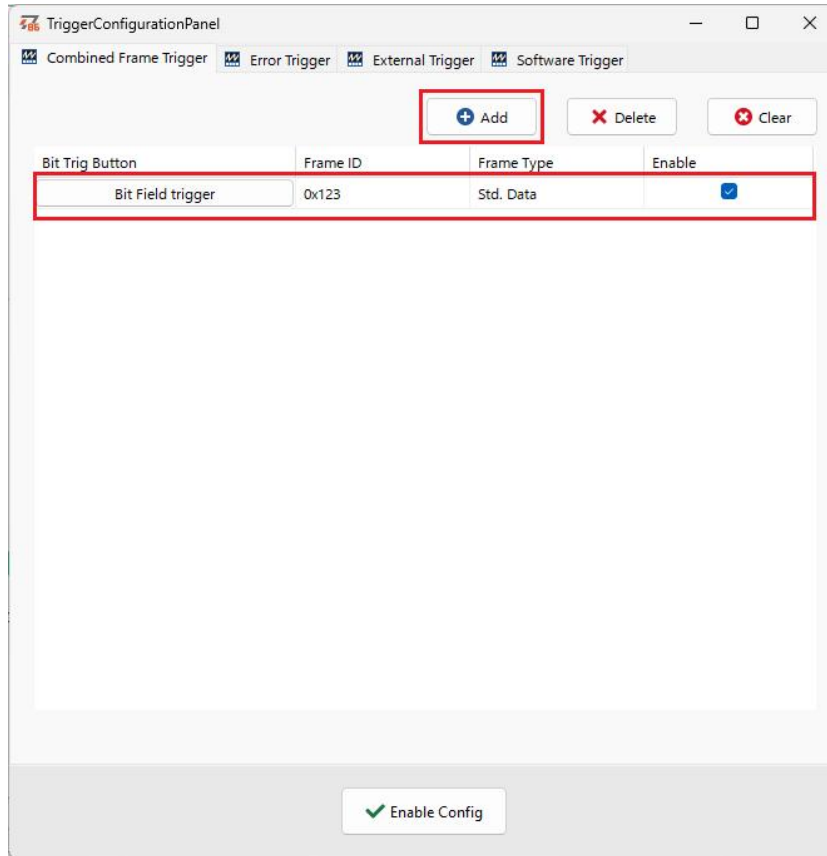 TriggerConfigurationPanel
Combined Frame Trigger Error Trigger External Trigger Software Trigger
Add Delete Clear
Bit Trig Button Frame ID Frame Type Enable
Bit Field trigger 0x123 Std. Data
Enable Config